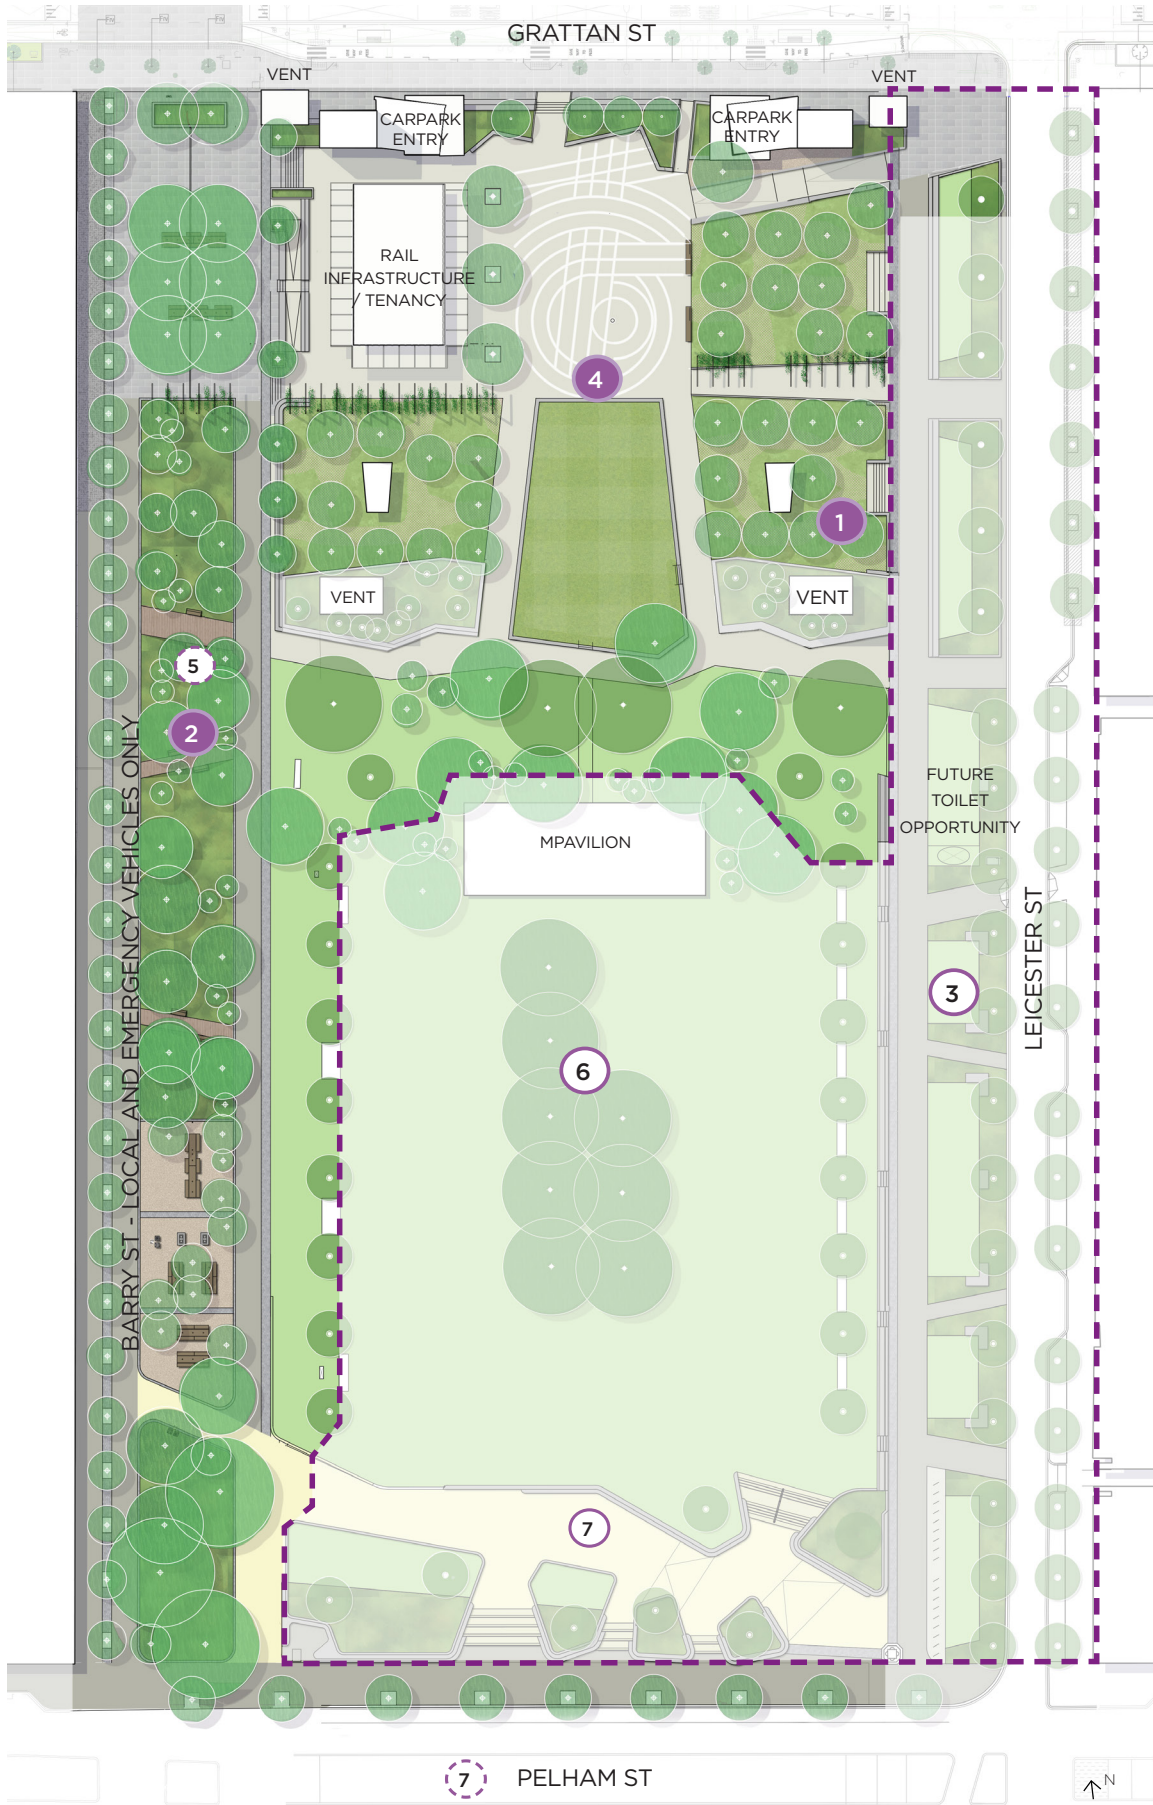 GRATTAN ST
VENT
VENT
CARPARK
ENTRY
CARPARK
ENTRY
RAIL
INFRASTRUCTURE
/ TENANCY
4
1
VENT
VENT
5
2
BARRY ST - LOCAL AND EMERGENCY VEHICLES ONLY
FUTURE
TOILET
OPPORTUNITY
MPAVILION
LEICESTER ST
3
6
7
7
PELHAM ST
N